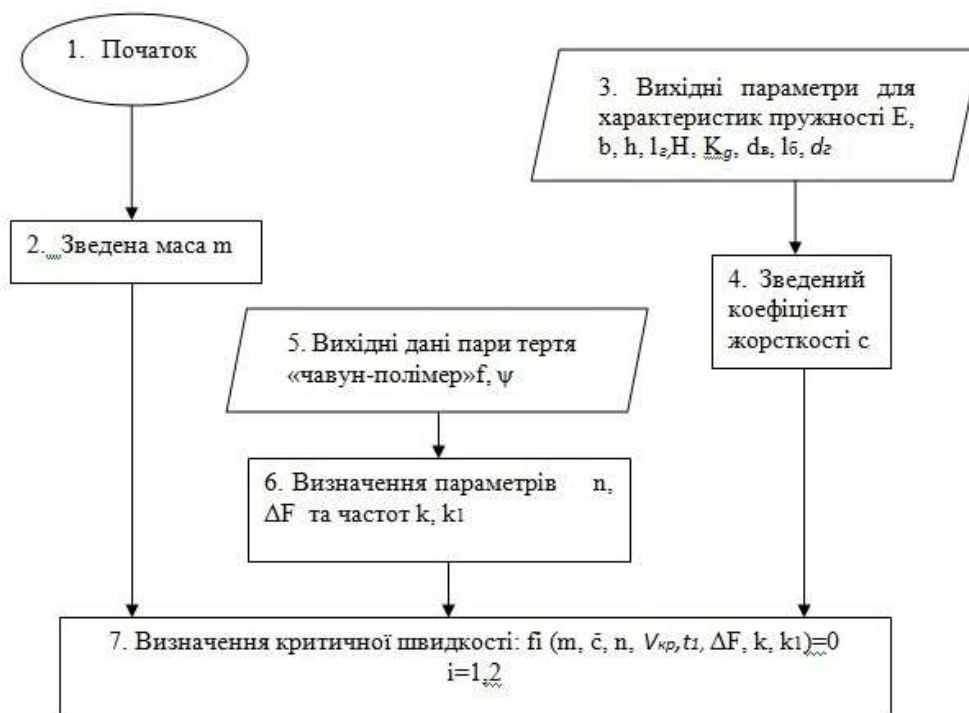 1. Початок
3. Вихідні параметри для
характеристик пружності E,
b, h, lг,H, Kg, dв, lб, dг
2. Зведена маса m
4. Зведений
коефіцієнт
жорсткості c
5. Вихідні дані пари тертя
«чавун-полімер»f, ψ
6. Визначення параметрів n,
ΔF та частот k, k1
7. Визначення критичної швидкості: fi (m, č, n, Vкр,t1, ΔF, k, k1)=0
i=1,2